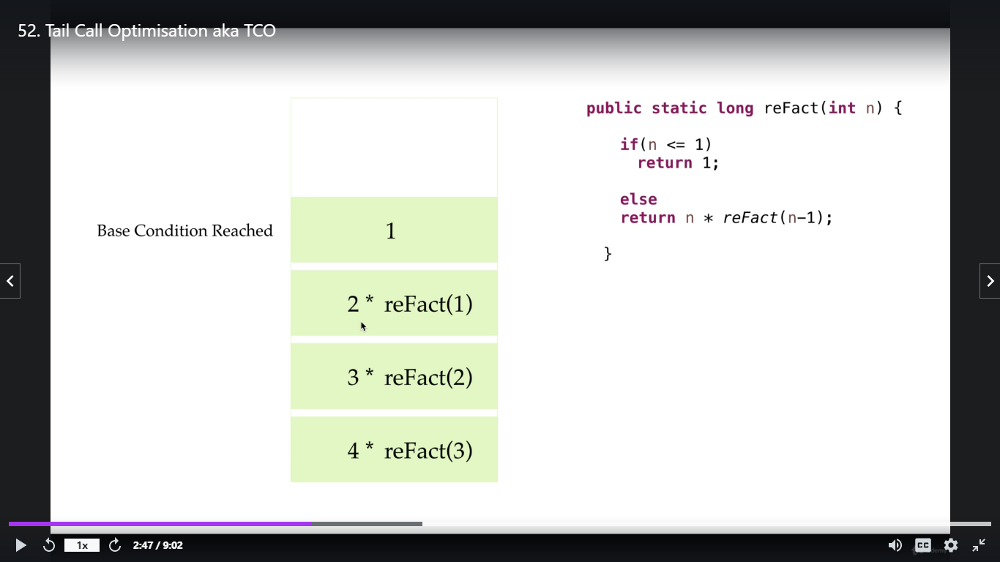 52. Tail Call Optimisation aka TCO
public static long reFact(int n) {
if(n <= 1)
return 1;
else
return n * reFact(n-1);
}
Base Condition Reached
1
2 * reFact(1)
3 * reFact(2)
4 * reFact(3)
1x
2:47 / 9:02
CC